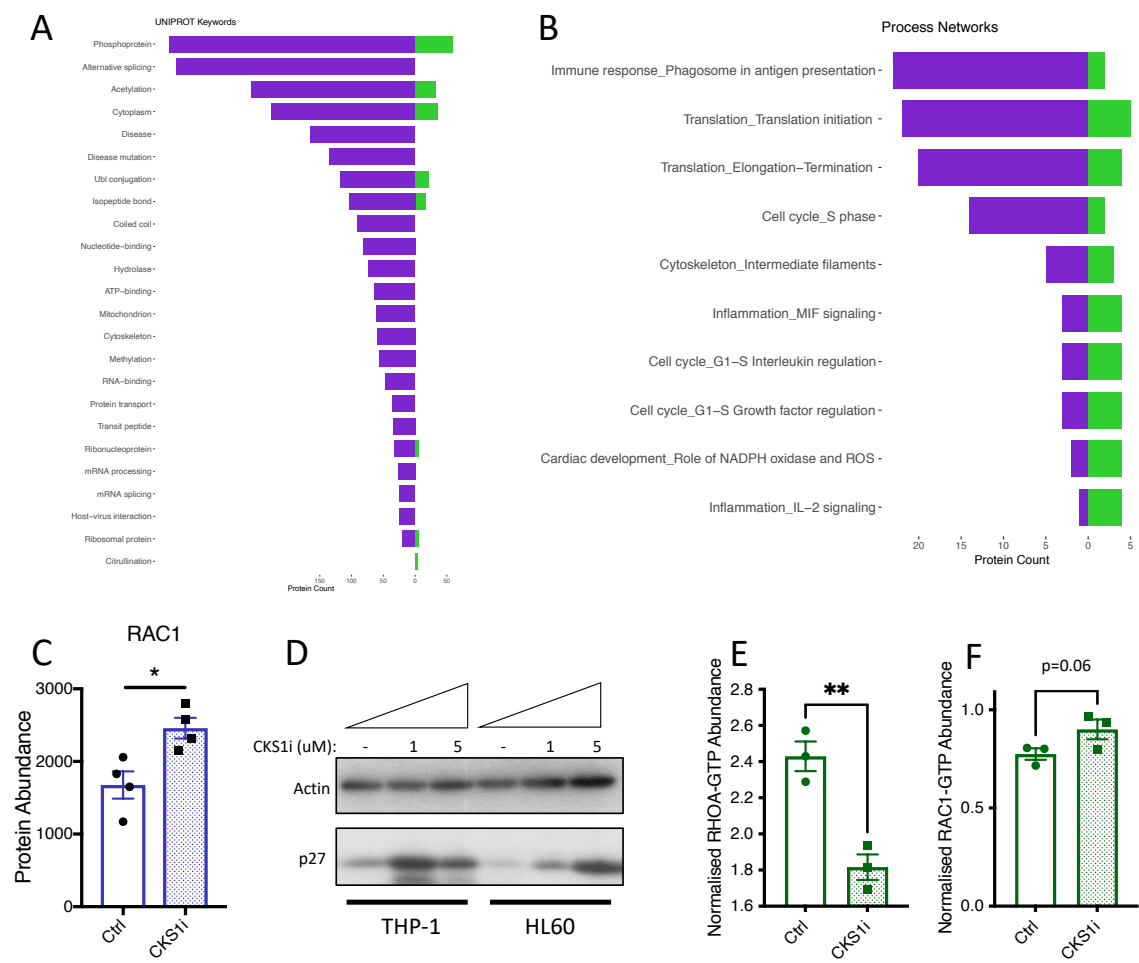 A
UNIPROT Keywords
Phosphoprotein
Alternative splicing
Acetylation
Cytoplasm
Disease
Disease mutation
Ubl conjugation
Isopeptide bond
Coiled coil
Nucleotide−binding
Hydrolase
ATP−binding
Mitochondrion
Cytoskeleton
Methylation
RNA−binding
Protein transport
Transit peptide
Ribonucleoprotein
mRNA processing
mRNA splicing
Host−virus interaction
Ribosomal protein
Citrullination
150 100 50 0 50
Protein Count
B
Process Networks
Immune response_Phagosome in antigen presentation
Translation_Translation initiation
Translation_Elongation−Termination
Cell cycle_S phase
Cytoskeleton_Intermediate filaments
Inflammation_MIF signaling
Cell cycle_G1−S Interleukin regulation
Cell cycle_G1−S Growth factor regulation
Cardiac development_Role of NADPH oxidase and ROS
Inflammation_IL−2 signaling
20 15 10 5 0 5
Protein Count
C
RAC1
*
Protein Abundance
3000
2000
1000
0
Ctrl
CKS1i
D
CKS1i (uM): - 1 5 - 1 5
Actin
p27
THP-1 HL60
E
**
Normalised RHOA-GTP Abundance
2.8
2.6
2.4
2.2
2.0
1.8
1.6
Ctrl
CKS1i
F
p=0.06
Normalised RAC1-GTP Abundance
1.0
0.5
0.0
Ctrl
CKS1i